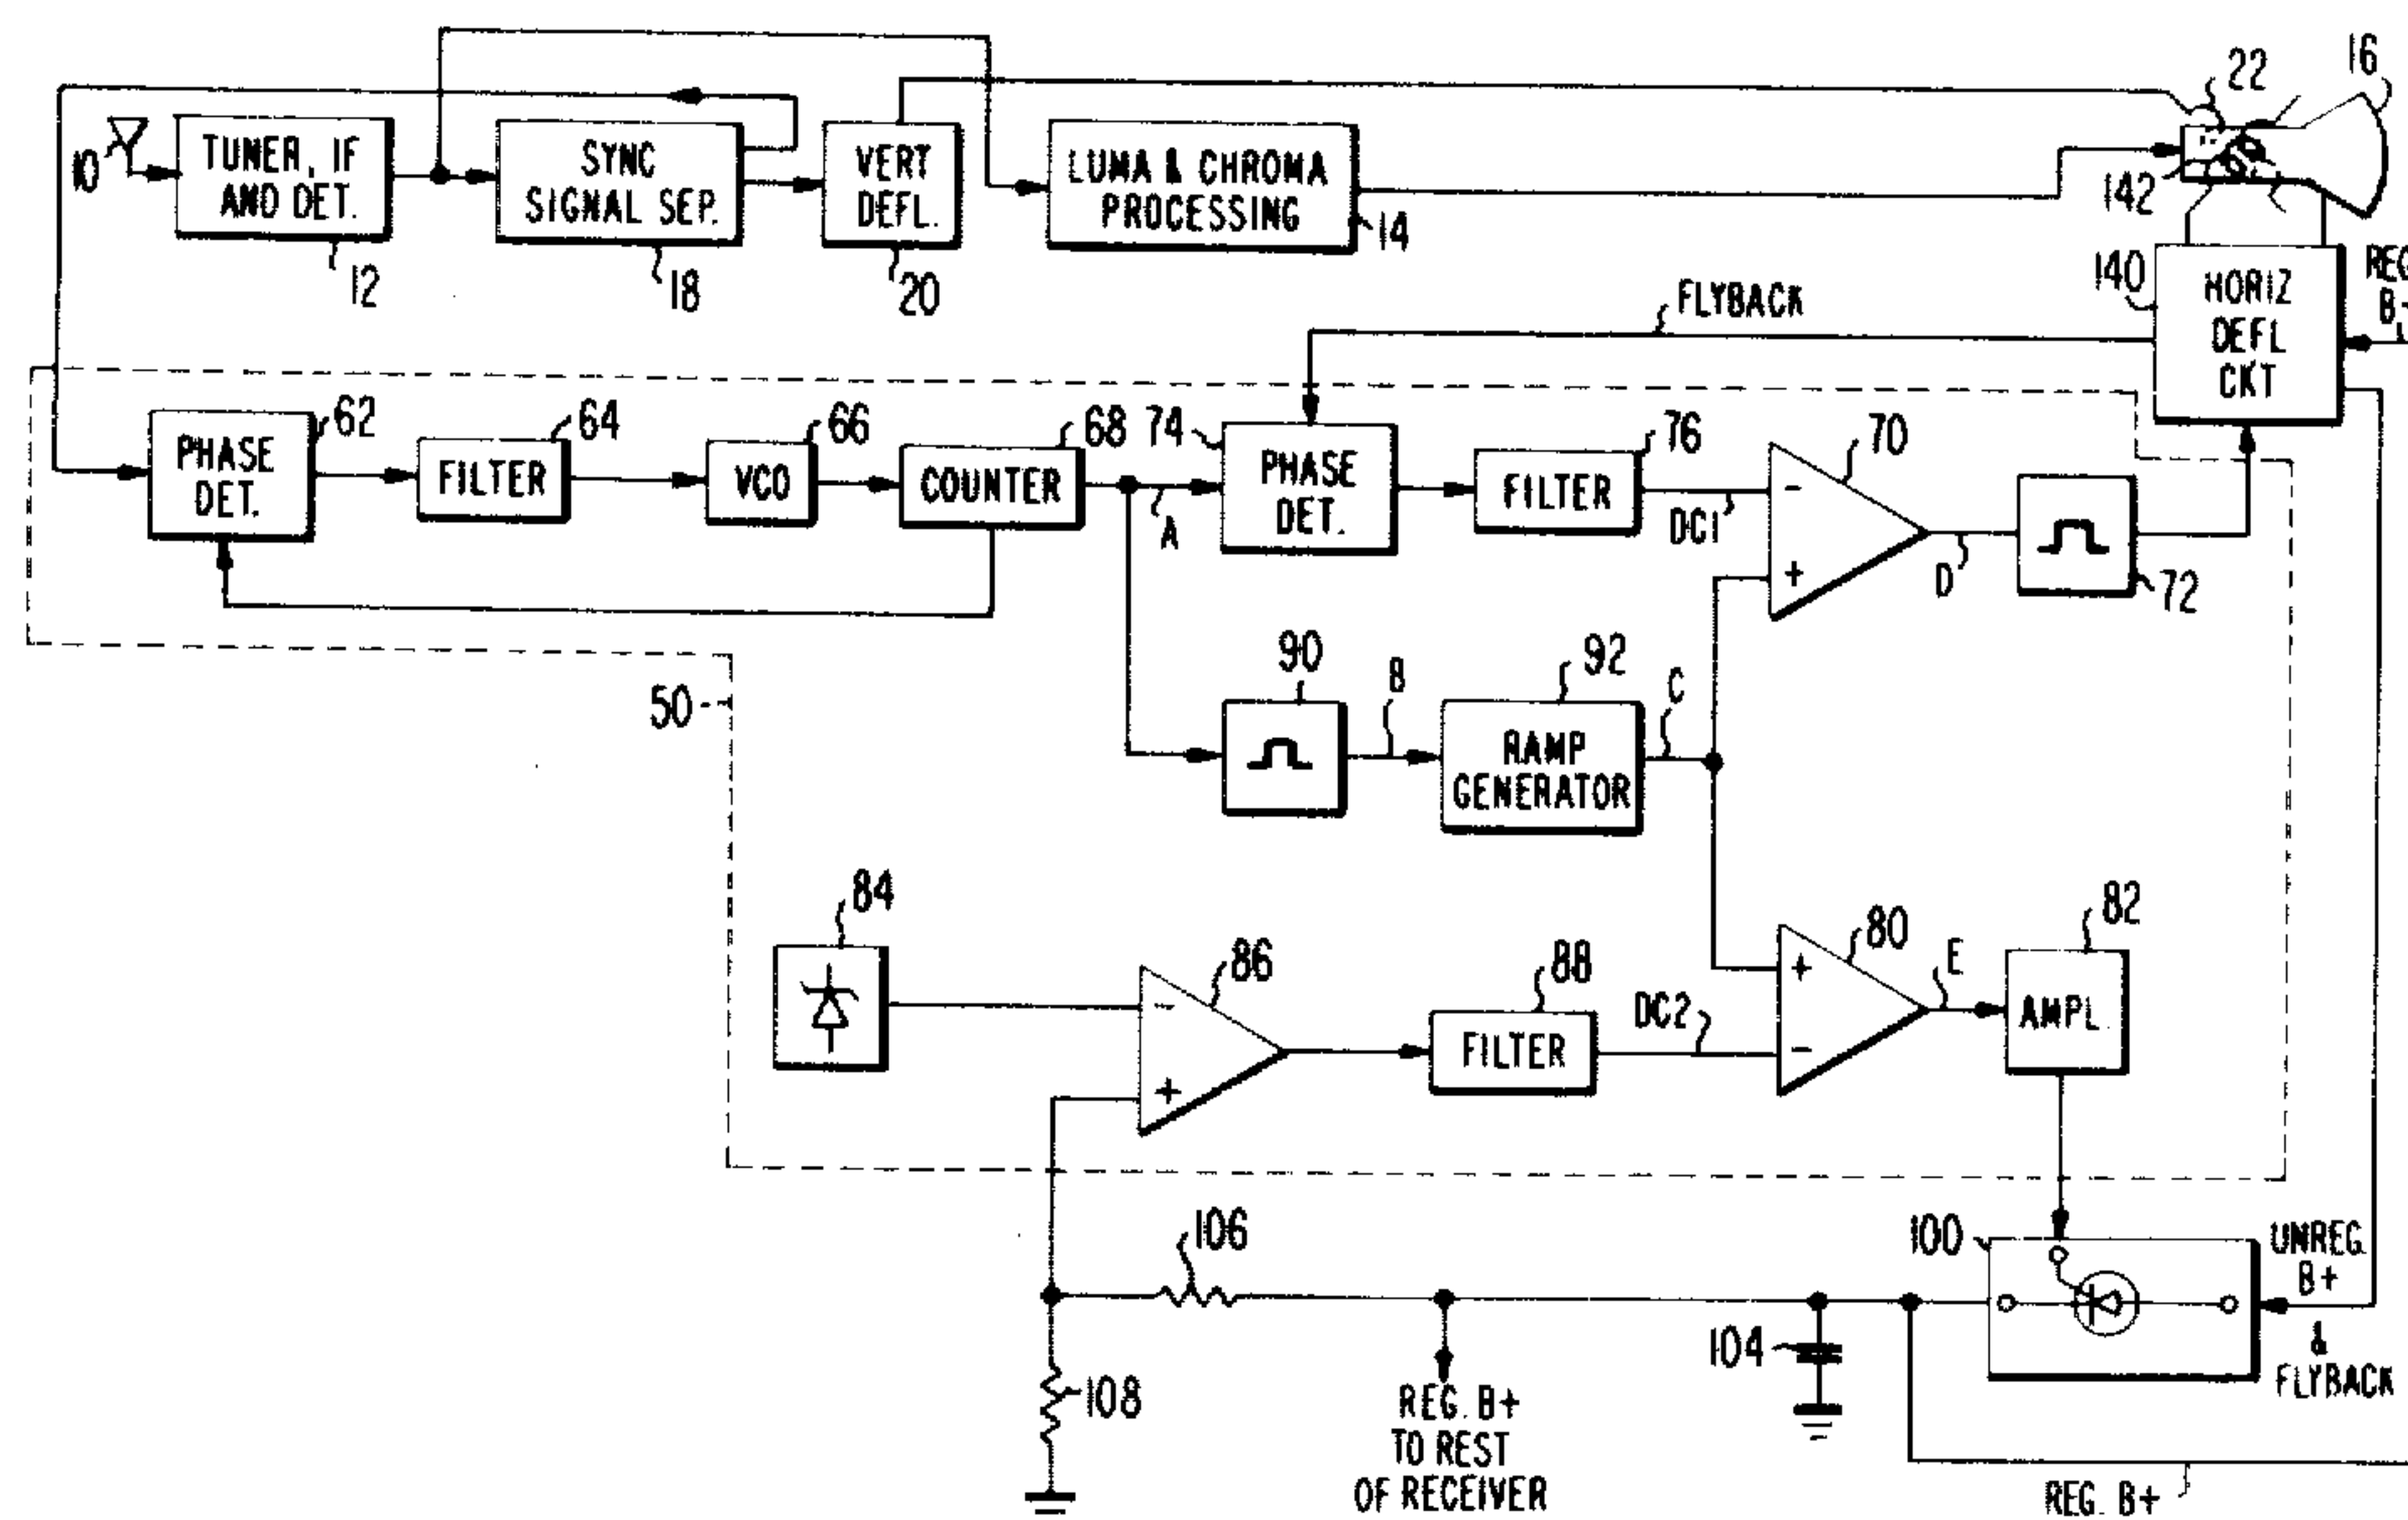 22
16
10
TUNER, IF
AND DET.
12
SYNC
SIGNAL SEP.
18
VERT
DEFL.
20
LUMA & CHROMA
PROCESSING
14
142
140
HORIZ
DEFL
CKT
FLYBACK
62
PHASE
DET.
64
FILTER
66
VCO
68
COUNTER
A
74
PHASE
DET.
76
FILTER
DC1
70
-
+
D
72
50
90
B
92
RAMP
GENERATOR
C
84
86
-
+
88
FILTER
DC2
80
+
-
E
82
AMPL.
106
108
REG. B+
TO REST
OF RECEIVER
104
100
UNREG.
B+
&
FLYBACK
REG. B+